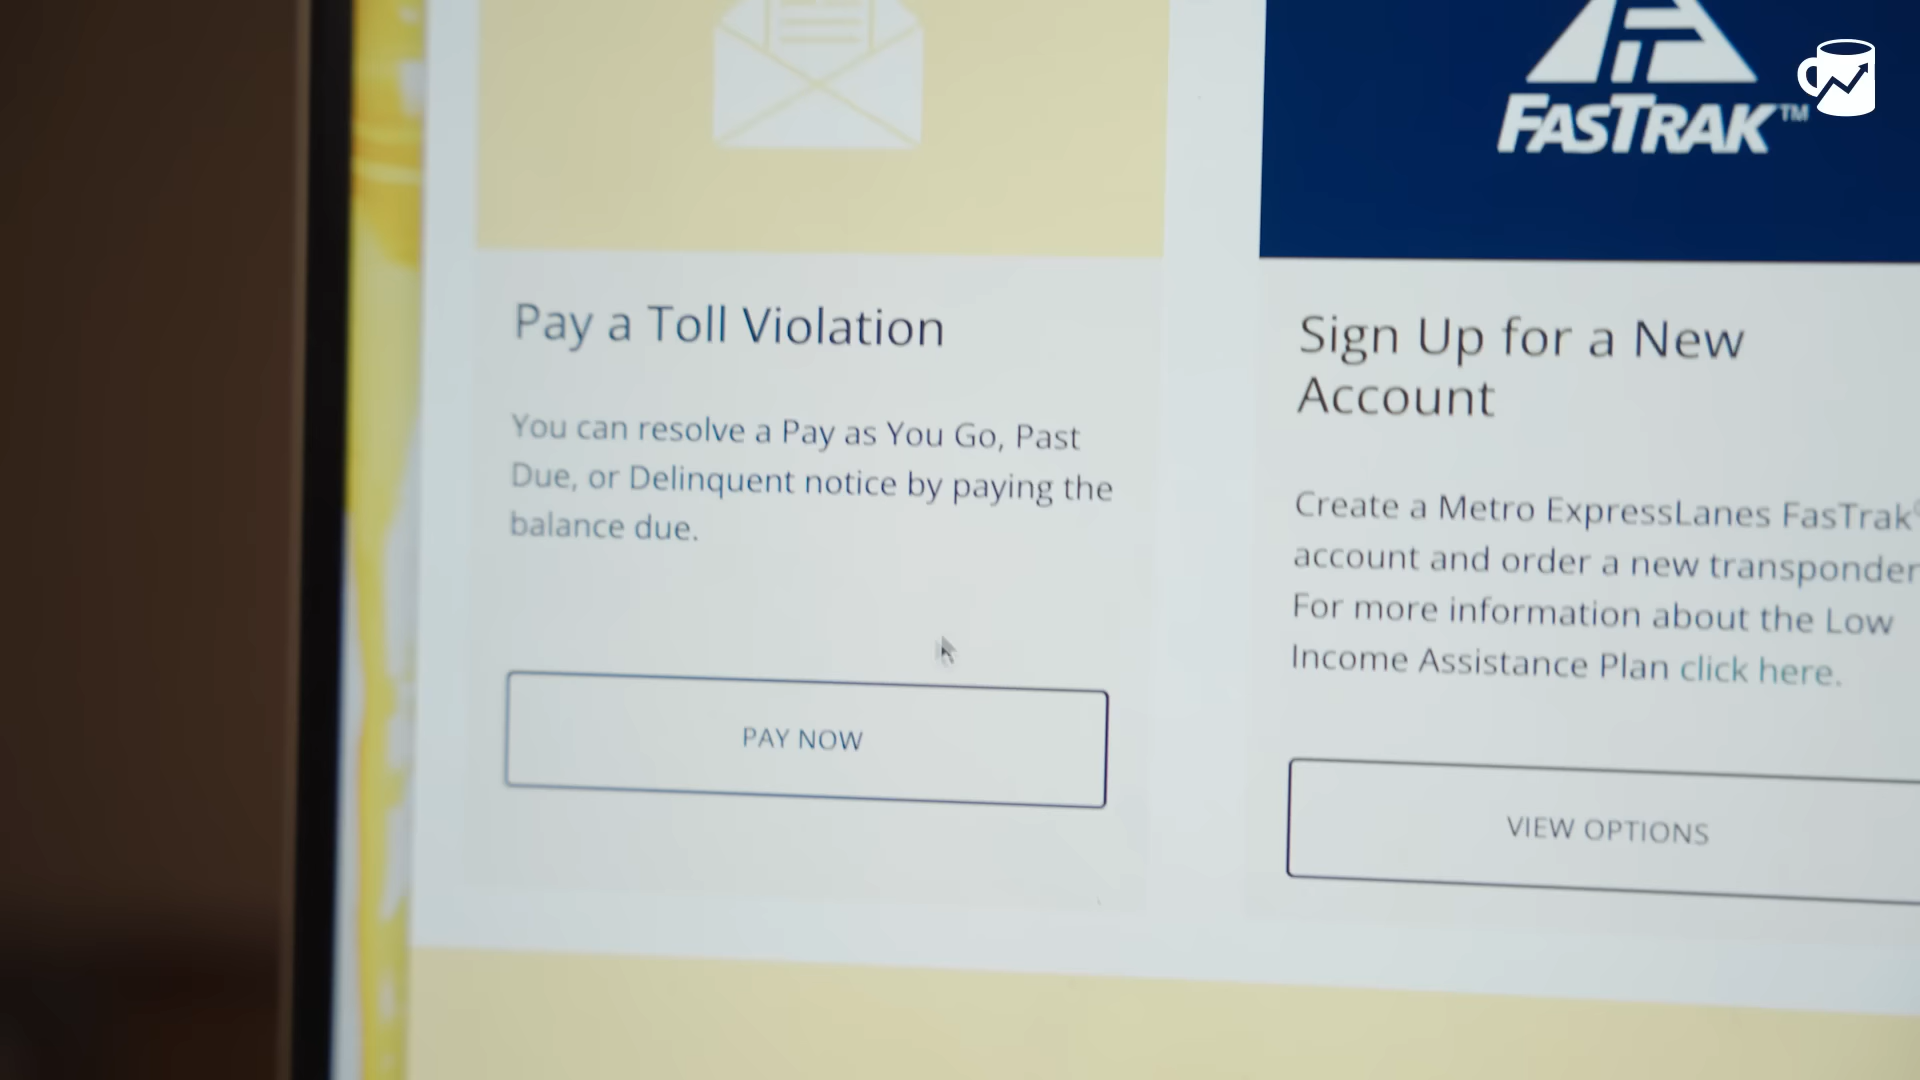 FASTRAK™
Pay a Toll Violation
You can resolve a Pay as You Go, Past
Due, or Delinquent notice by paying the
balance due.
PAY NOW
Sign Up for a New
Account
Create a Metro ExpressLanes FasTrak®
account and order a new transponder
For more information about the Low
Income Assistance Plan click here.
VIEW OPTIONS